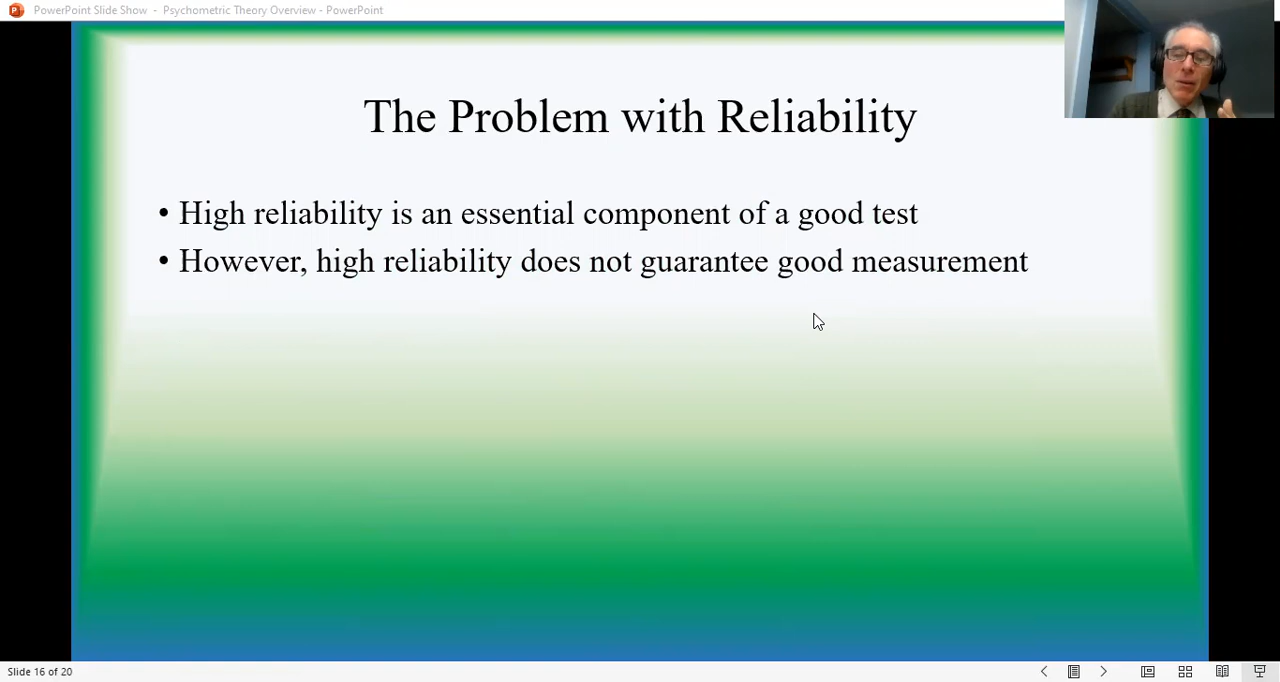 PowerPoint Slide Show - Psychometric Theory Overview - PowerPoint
The Problem with Reliability
• High reliability is an essential component of a good test
• However, high reliability does not guarantee good measurement
Slide 16 of 20